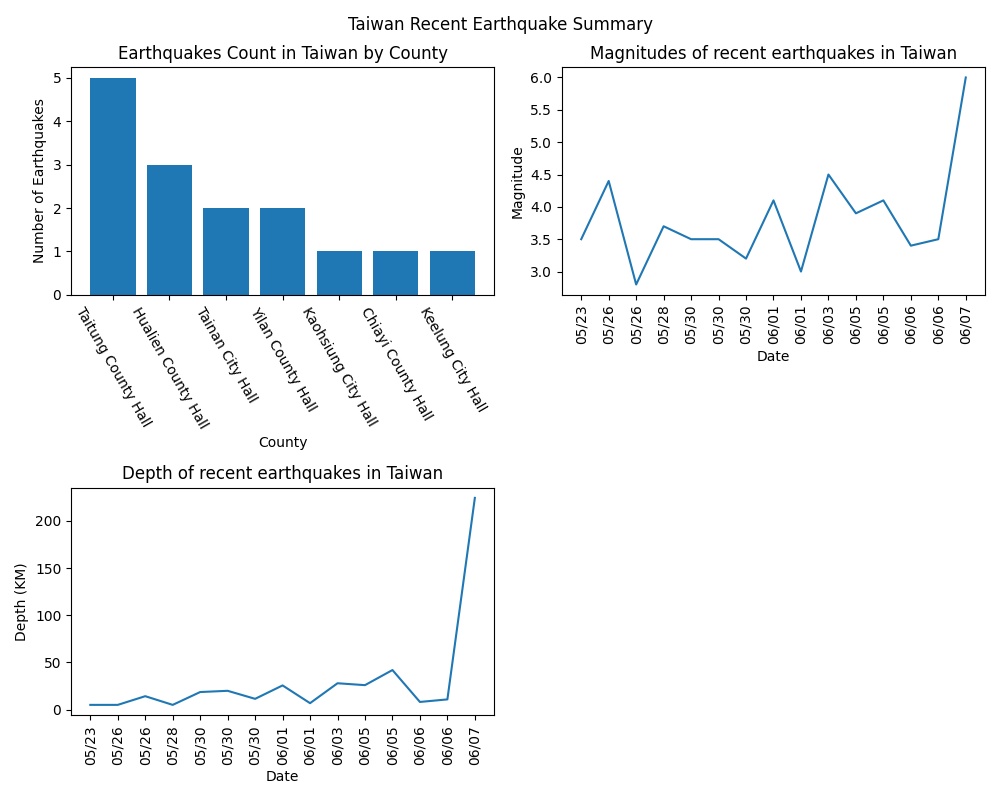 Taiwan Recent Earthquake Summary
Earthquakes Count in Taiwan by County
Number of Earthquakes
5
4
3
2
1
0
Taitung County Hall
Hualien County Hall
Tainan City Hall
Yilan County Hall
Kaohsiung City Hall
Chiayi County Hall
Keelung City Hall
County
Magnitudes of recent earthquakes in Taiwan
Magnitude
6.0
5.5
5.0
4.5
4.0
3.5
3.0
05/23
05/26
05/26
05/28
05/30
05/30
05/30
06/01
06/01
06/03
06/05
06/05
06/06
06/06
06/07
Date
Depth of recent earthquakes in Taiwan
Depth (KM)
200
150
100
50
0
05/23
05/26
05/26
05/28
05/30
05/30
05/30
06/01
06/01
06/03
06/05
06/05
06/06
06/06
06/07
Date